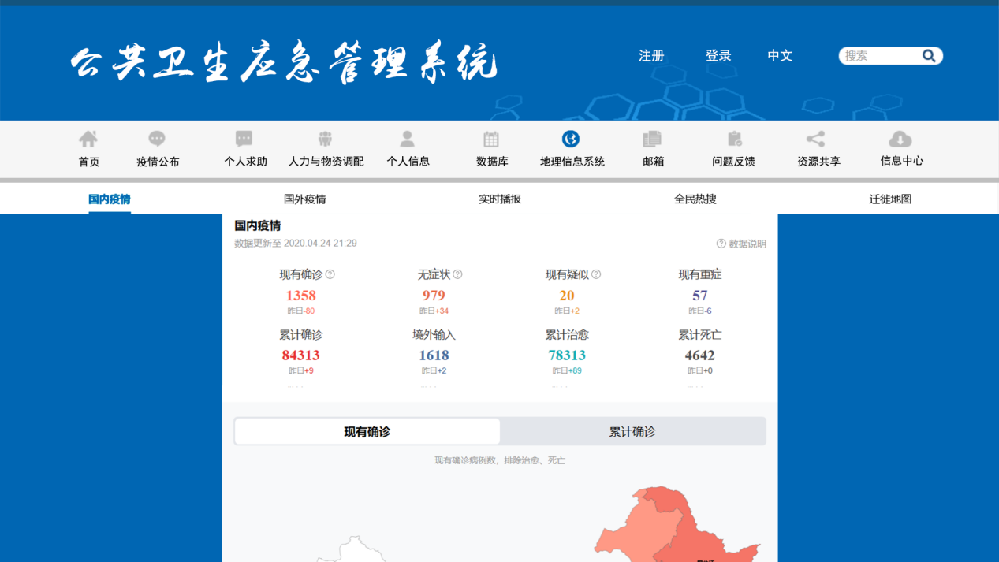 公共卫生应急管理系统
注册 登录 中文 搜索
首页 疫情公布 个人求助 人力与物资调配 个人信息 数据库 地理信息系统 邮箱 问题反馈 资源共享 信息中心
国内疫情 国外疫情 实时播报 全民热搜 迁徙地图
国内疫情
数据更新至 2020.04.24 21:29 ? 数据说明
现有确诊? 无症状? 现有疑似? 现有重症
1358 979 20 57
昨日-80 昨日+34 昨日+2 昨日-6
累计确诊 境外输入 累计治愈 累计死亡
84313 1618 78313 4642
昨日+9 昨日+2 昨日+89 昨日+0
现有确诊 累计确诊
现有确诊病例数，排除治愈、死亡